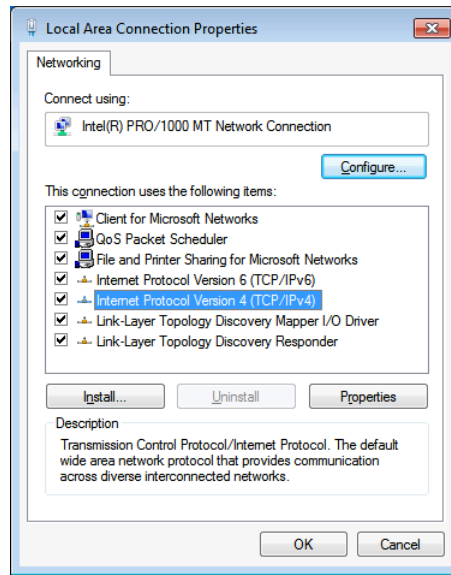 Local Area Connection Properties
Networking
Connect using:
Intel(R) PRO/1000 MT Network Connection
Configure...
This connection uses the following items:
Client for Microsoft Networks
QoS Packet Scheduler
File and Printer Sharing for Microsoft Networks
Internet Protocol Version 6 (TCP/IPv6)
Internet Protocol Version 4 (TCP/IPv4)
Link-Layer Topology Discovery Mapper I/O Driver
Link-Layer Topology Discovery Responder
Install... Uninstall Properties
Description
Transmission Control Protocol/Internet Protocol. The default
wide area network protocol that provides communication
across diverse interconnected networks.
OK Cancel